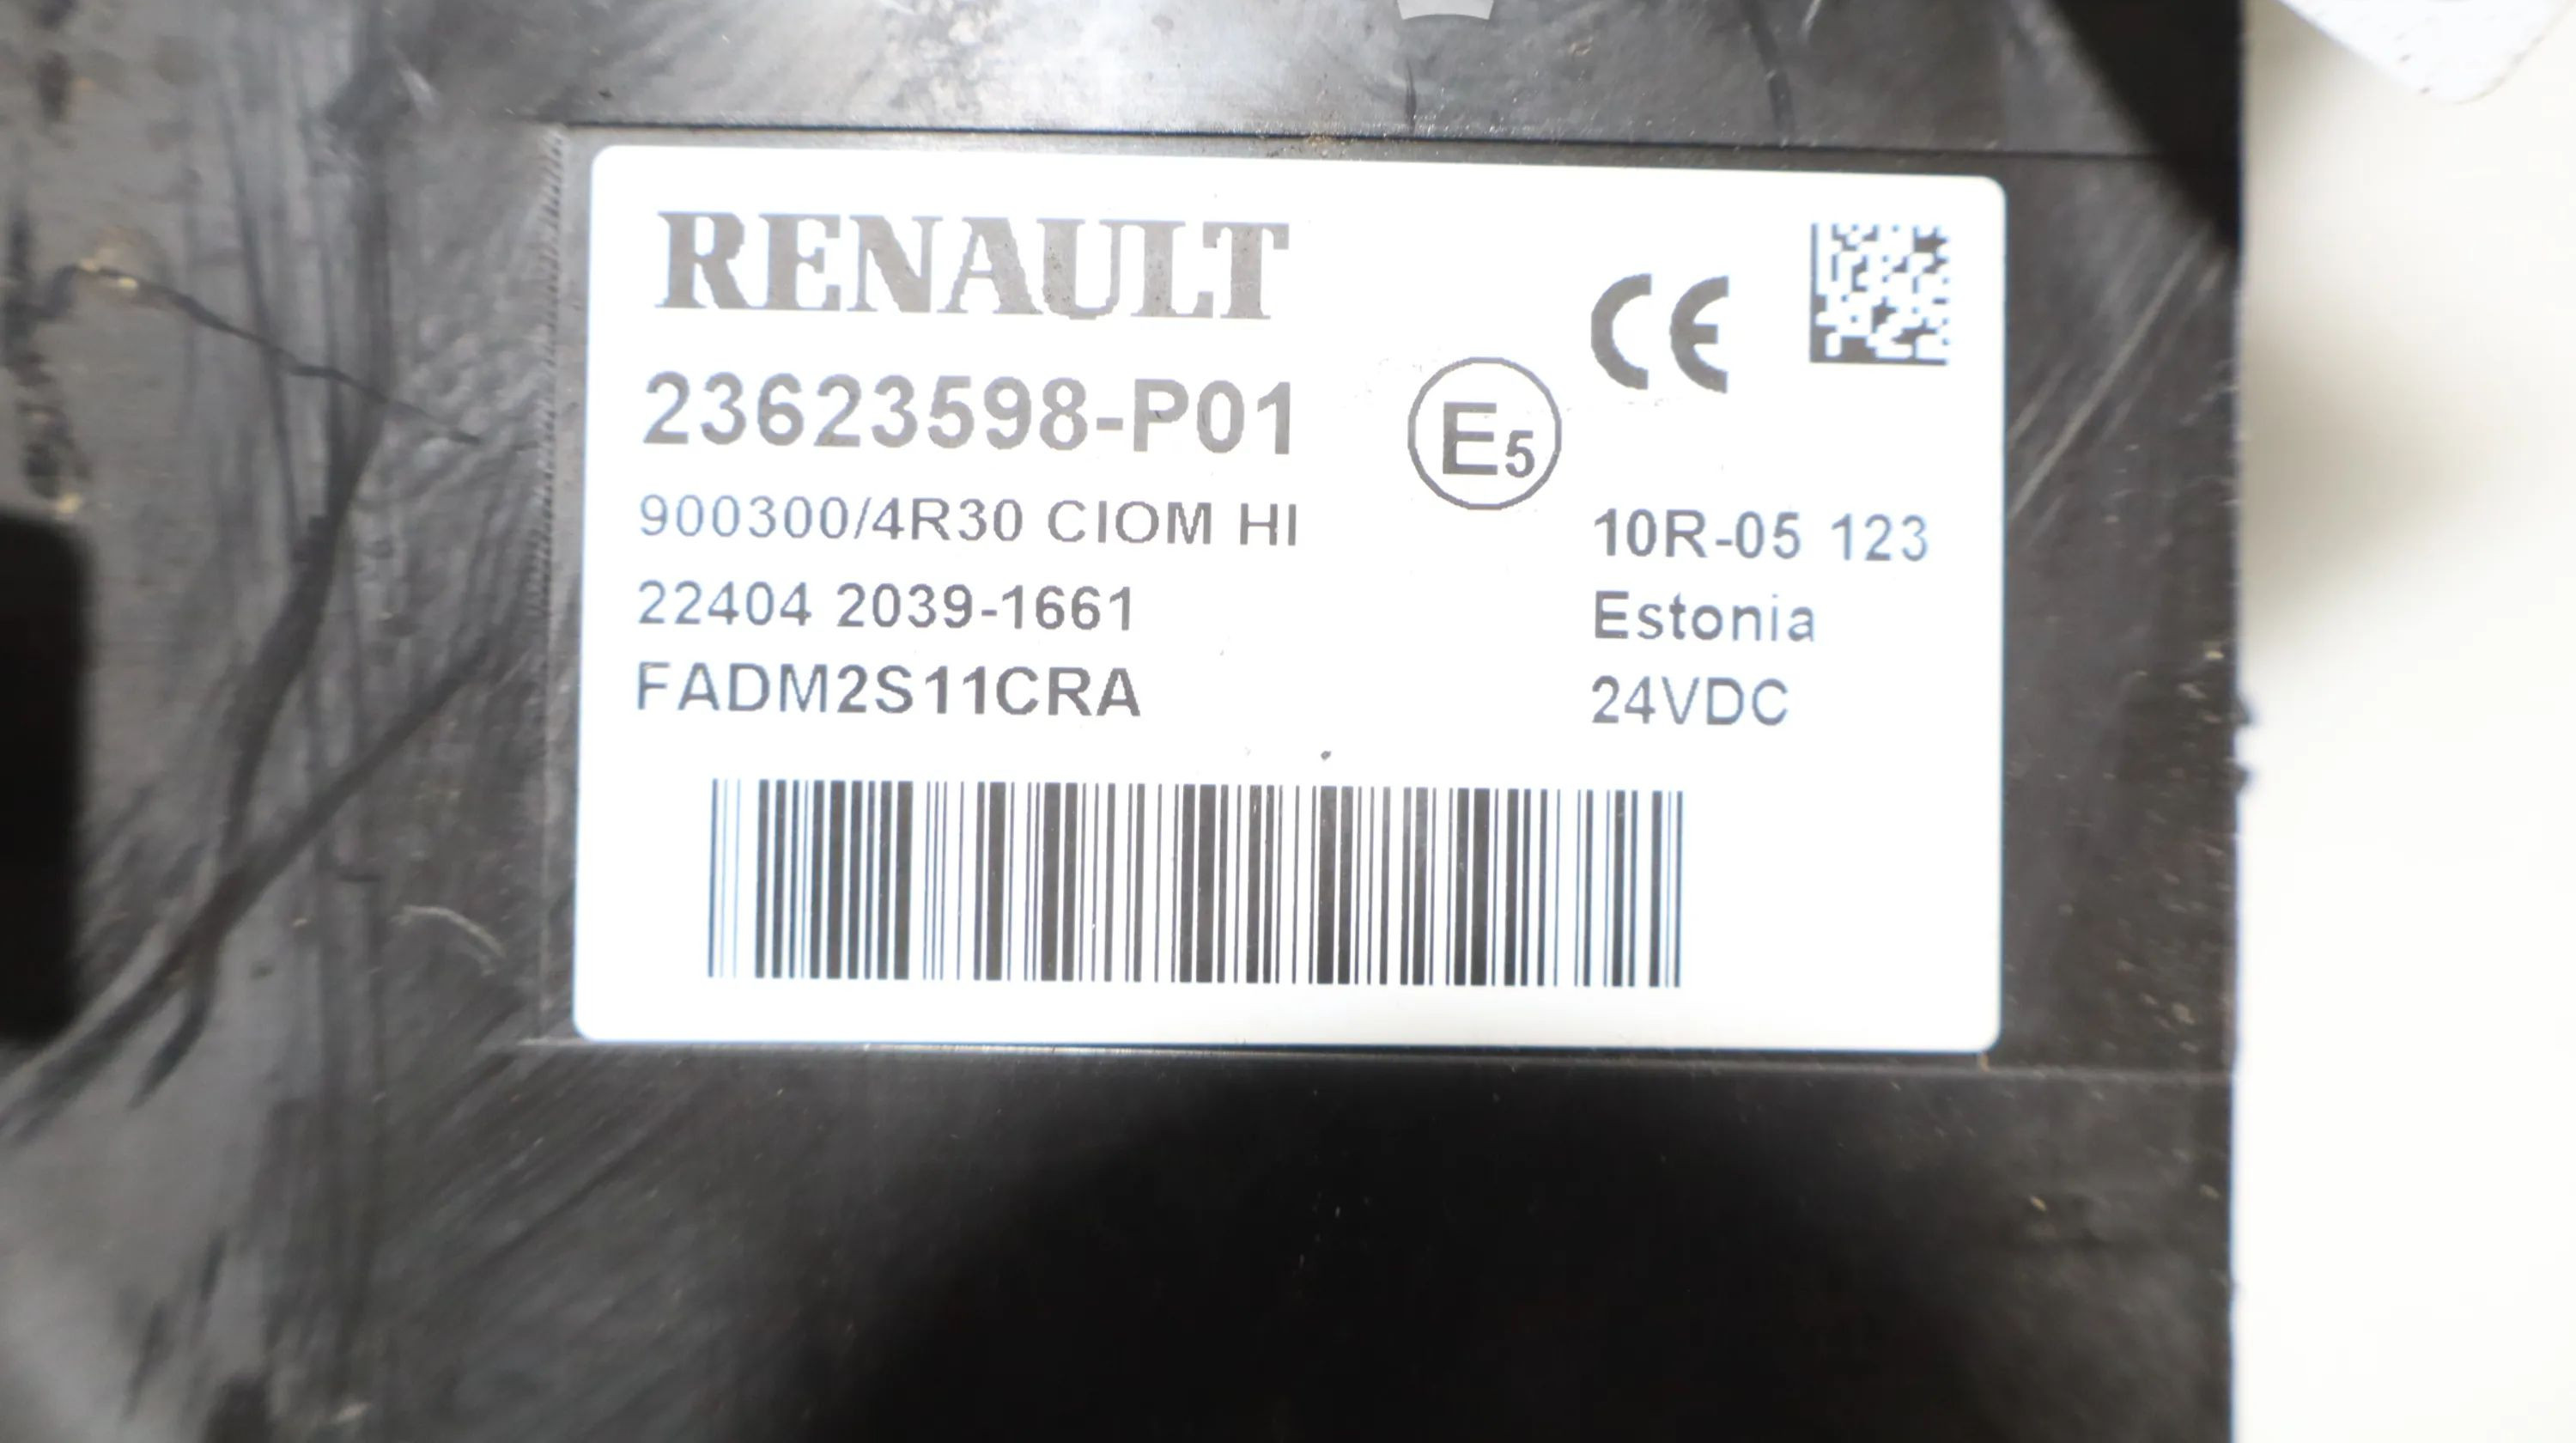 RENAULT
CE
23623598-P01
E5
900300/4R30 CIOM HI
10R-05 123
22404 2039-1661
Estonia
FADM2S11CRA
24VDC